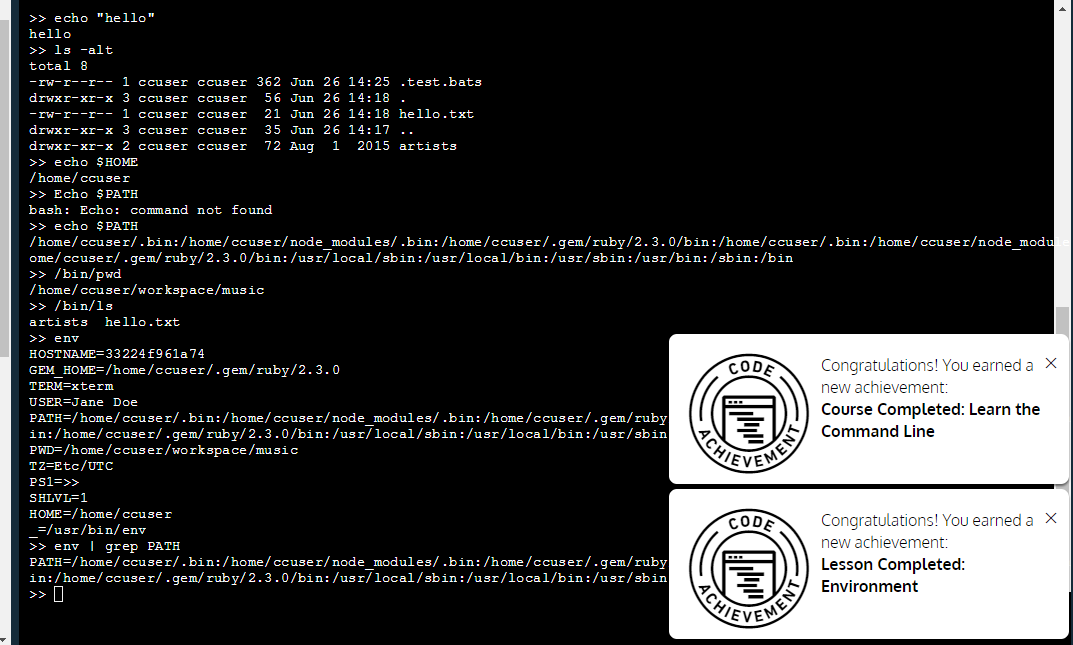 >> echo "hello"
hello
>> ls -alt
total 8
-rw-r--r-- 1 ccuser ccuser 362 Jun 26 14:25 .test.bats
drwxr-xr-x 3 ccuser ccuser  56 Jun 26 14:18 .
-rw-r--r-- 1 ccuser ccuser  21 Jun 26 14:18 hello.txt
drwxr-xr-x 3 ccuser ccuser  35 Jun 26 14:17 ..
drwxr-xr-x 2 ccuser ccuser  72 Aug  1  2015 artists
>> echo $HOME
/home/ccuser
>> Echo $PATH
bash: Echo: command not found
>> echo $PATH
/home/ccuser/.bin:/home/ccuser/node_modules/.bin:/home/ccuser/.gem/ruby/2.3.0/bin:/home/ccuser/.bin:/home/ccuser/node_module
ome/ccuser/.gem/ruby/2.3.0/bin:/usr/local/sbin:/usr/local/bin:/usr/sbin:/usr/bin:/sbin:/bin
>> /bin/pwd
/home/ccuser/workspace/music
>> /bin/ls
artists  hello.txt
>> env
HOSTNAME=33224f961a74
GEM_HOME=/home/ccuser/.gem/ruby/2.3.0
TERM=xterm
USER=Jane Doe
PATH=/home/ccuser/.bin:/home/ccuser/node_modules/.bin:/home/ccuser/.gem/ruby
in:/home/ccuser/.gem/ruby/2.3.0/bin:/usr/local/sbin:/usr/local/bin:/usr/sbin
PWD=/home/ccuser/workspace/music
TZ=Etc/UTC
PS1=>>
SHLVL=1
HOME=/home/ccuser
_=/usr/bin/env
>> env | grep PATH
PATH=/home/ccuser/.bin:/home/ccuser/node_modules/.bin:/home/ccuser/.gem/ruby
in:/home/ccuser/.gem/ruby/2.3.0/bin:/usr/local/sbin:/usr/local/bin:/usr/sbin
>>
CODE
ACHIEVEMENT
Congratulations! You earned a
new achievement:
Course Completed: Learn the
Command Line
CODE
ACHIEVEMENT
Congratulations! You earned a
new achievement:
Lesson Completed:
Environment